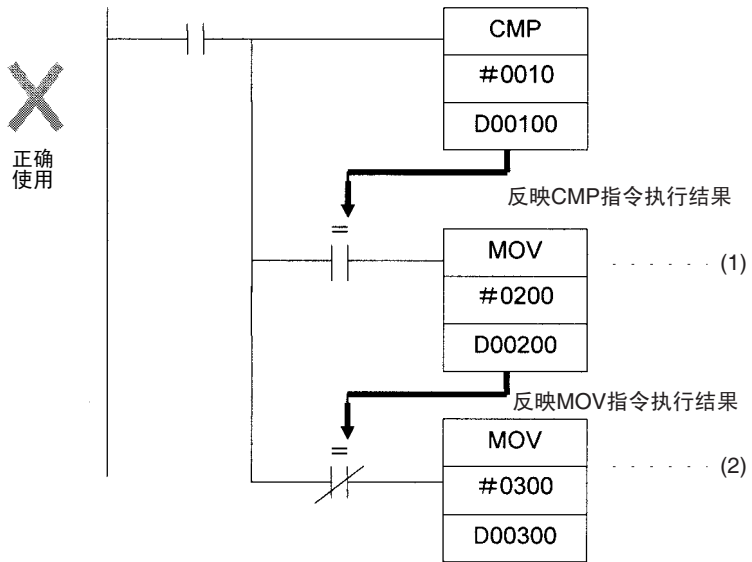 CMP
#0010
D00100
正确
使用
反映CMP指令执行结果
=
MOV
(1)
#0200
D00200
反映MOV指令执行结果
=
MOV
(2)
#0300
D00300